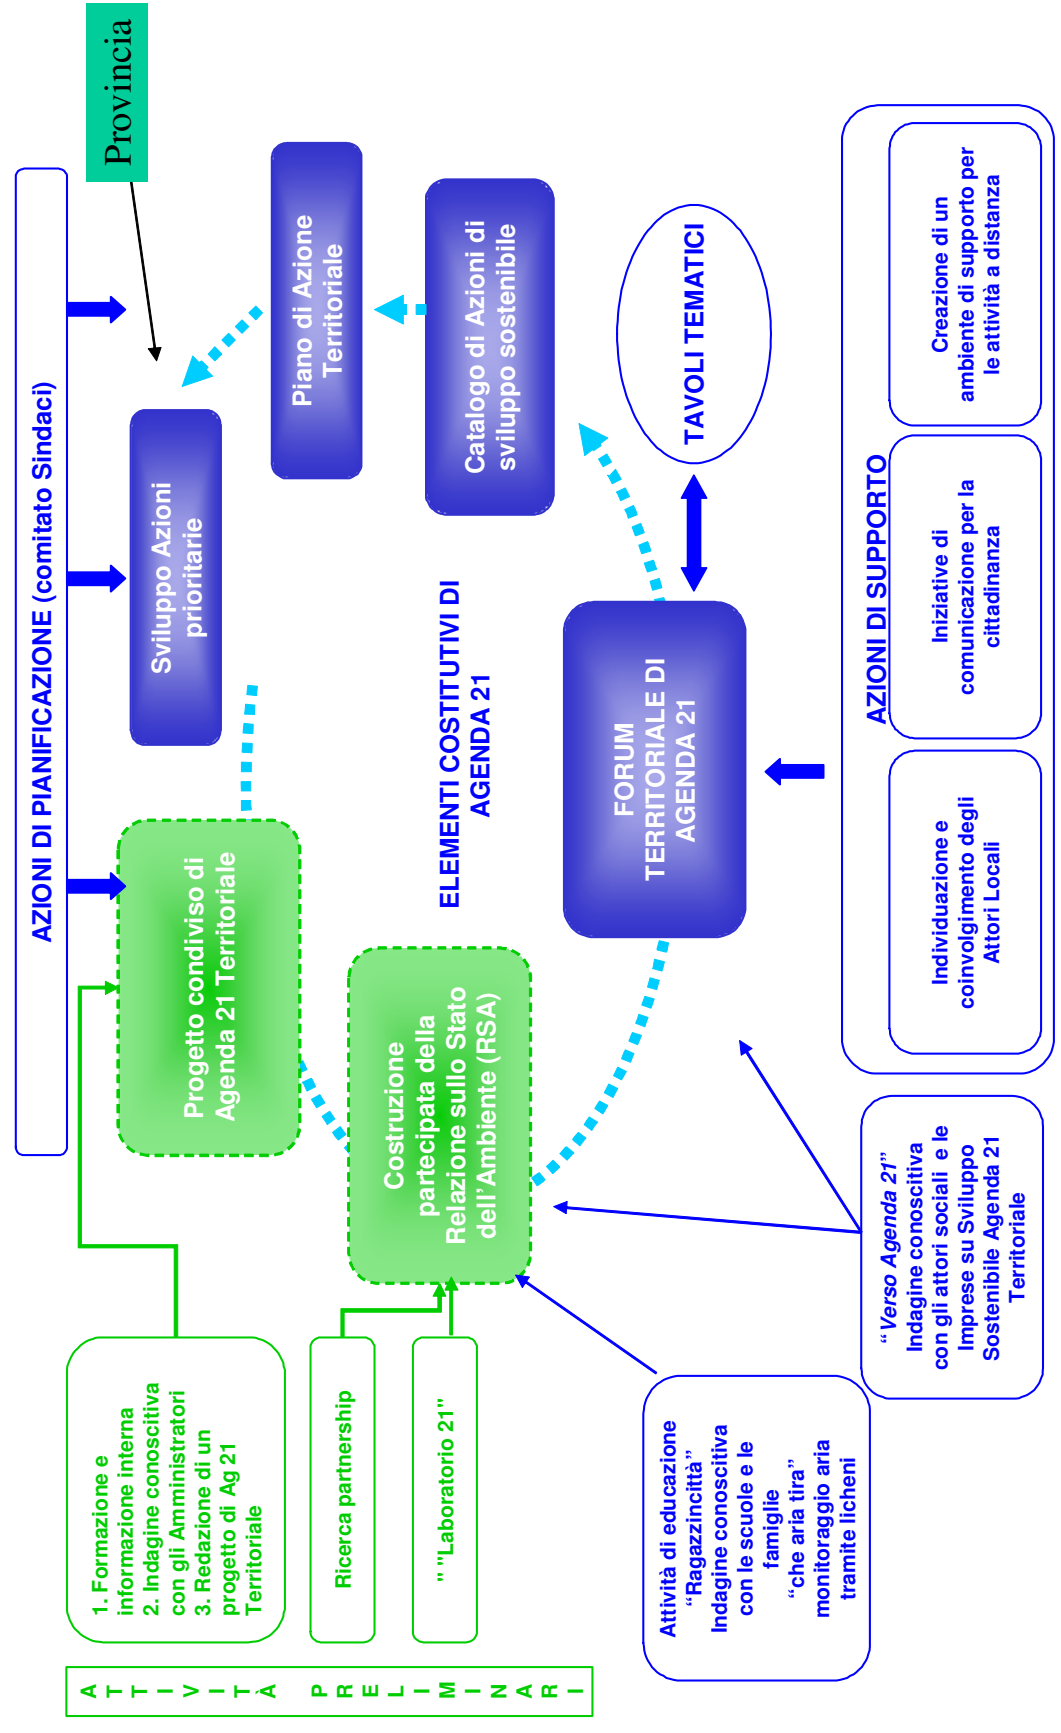 AZIONI DI PIANIFICAZIONE (comitato Sindaci)
Provincia
A
T
T
I
V
I
T
À
P
R
E
L
I
M
I
N
A
R
I
1. Formazione e
informazione interna
2. Indagine conoscitiva
con gli Amministratori
3. Redazione di un
progetto di Ag 21
Territoriale
Ricerca partnership
" "Laboratorio 21"
Progetto condiviso di
Agenda 21 Territoriale
Sviluppo Azioni
prioritarie
Piano di Azione
Territoriale
Costruzione
partecipata della
Relazione sullo Stato
dell'Ambiente (RSA)
ELEMENTI COSTITUTIVI DI
AGENDA 21
Catalogo di Azioni di
sviluppo sostenibile
FORUM
TERRITORIALE DI
AGENDA 21
TAVOLI TEMATICI
Attività di educazione
“Ragazzincittà”
Indagine conoscitiva
con le scuole e le
famiglie
“che aria tira”
monitoraggio aria
tramite licheni
“Verso Agenda 21”
Indagine conoscitiva
con gli attori sociali e le
Imprese su Sviluppo
Sostenibile Agenda 21
Territoriale
AZIONI DI SUPPORTO
Individuazione e
coinvolgimento degli
Attori Locali
Iniziative di
comunicazione per la
cittadinanza
Creazione di un
ambiente di supporto per
le attività a distanza